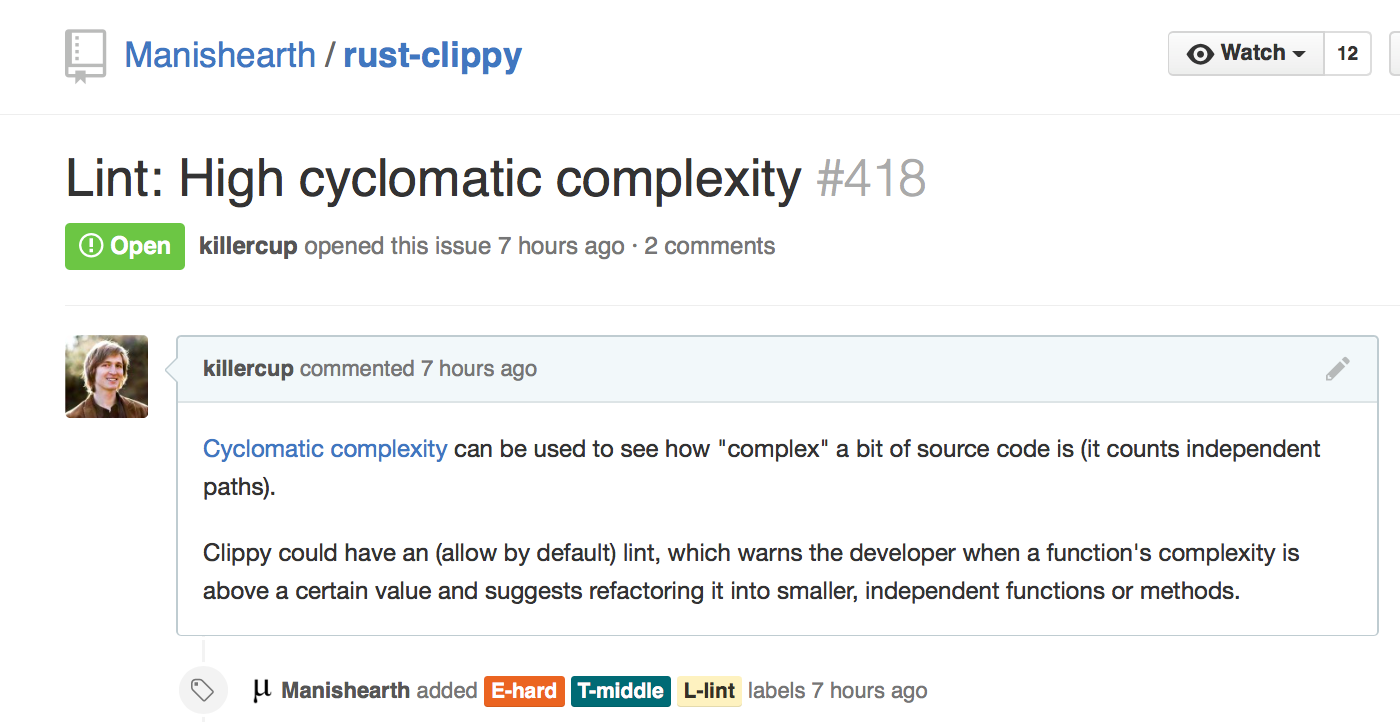 Manishearth / rust-clippy
Watch 12
Lint: High cyclomatic complexity #418
Open killercup opened this issue 7 hours ago · 2 comments
killercup commented 7 hours ago
Cyclomatic complexity can be used to see how "complex" a bit of source code is (it counts independent
paths).
Clippy could have an (allow by default) lint, which warns the developer when a function's complexity is
above a certain value and suggests refactoring it into smaller, independent functions or methods.
μ Manishearth added E-hard T-middle L-lint labels 7 hours ago